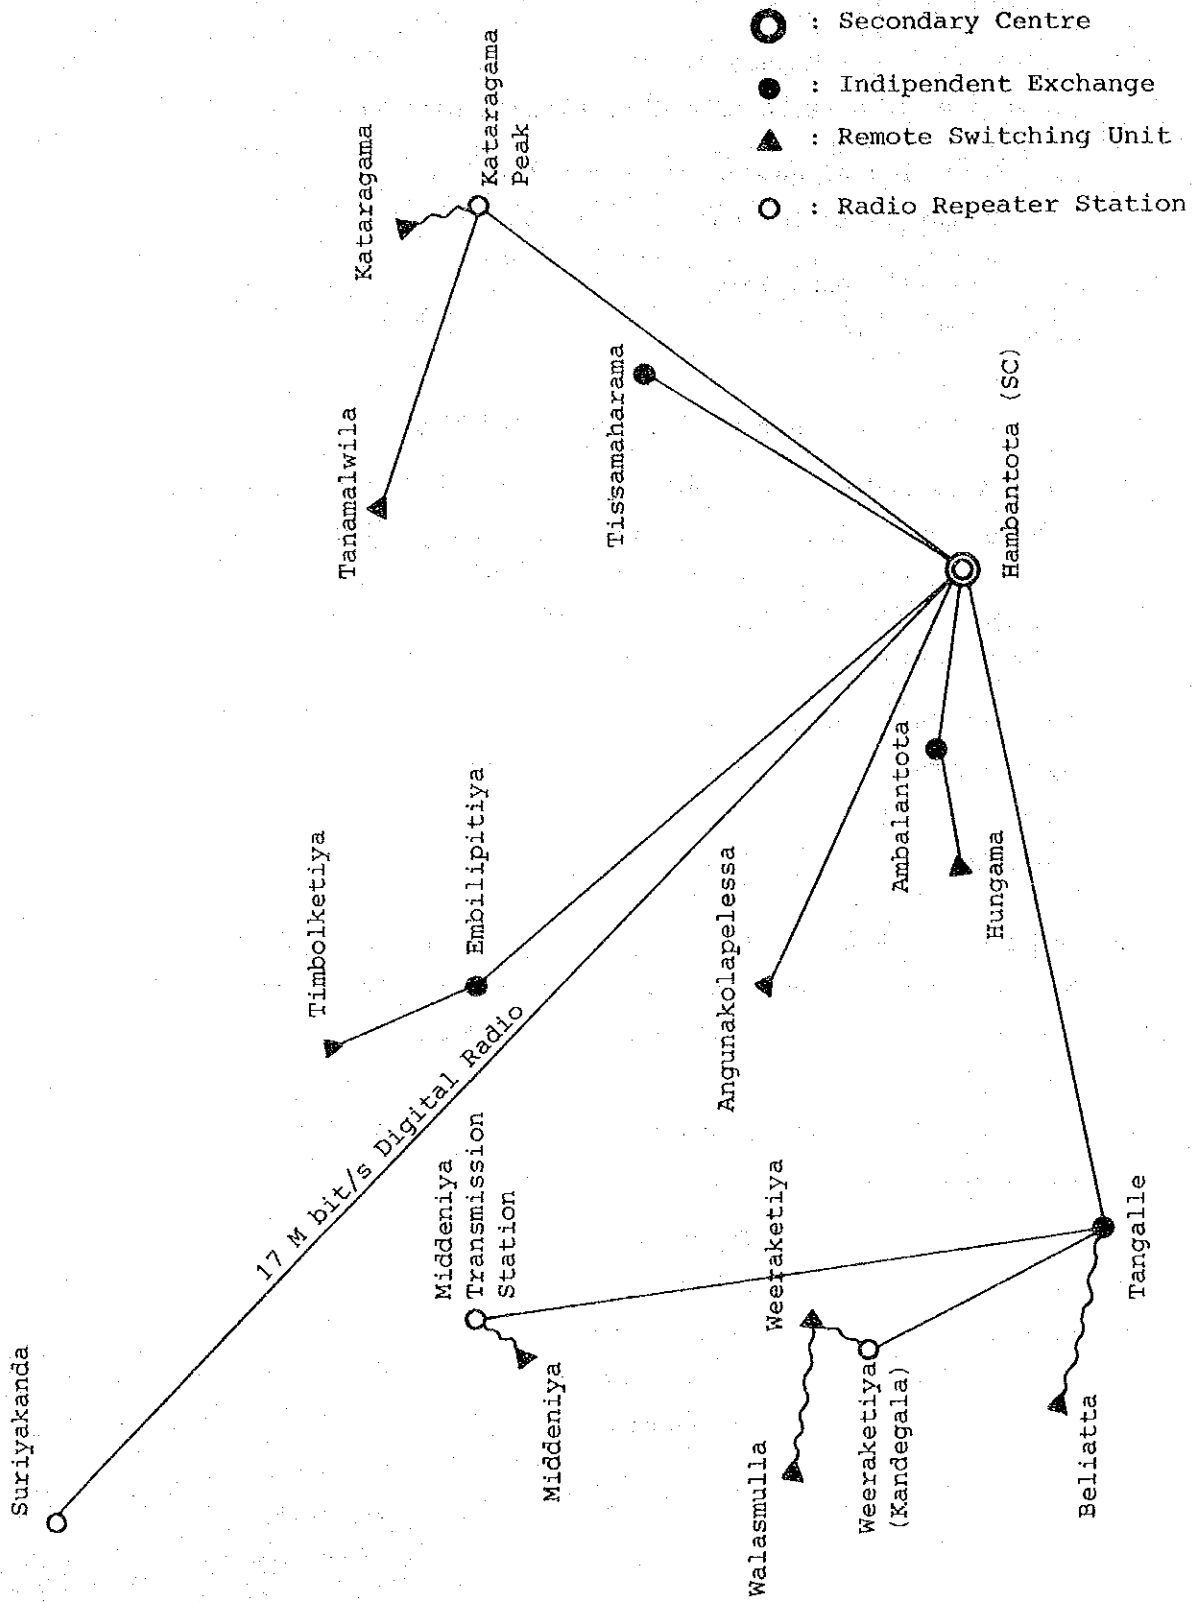 : Secondary Centre
: Indipendent Exchange
: Remote Switching Unit
: Radio Repeater Station
Kataragama
Kataragama
Peak
Tanamalwila
Tissamaharama
Hambantota (SC)
Timbolketiya
Embilipitiya
17 M bit/s Digital Radio
Angunakolapelessa
Ambalantota
Hungama
Suriyakanda
Middeniya
Transmission
Station
Middeniya
Weeraketiya
Walasmulla
Weeraketiya
(Kandegala)
Beliatta
Tangalle